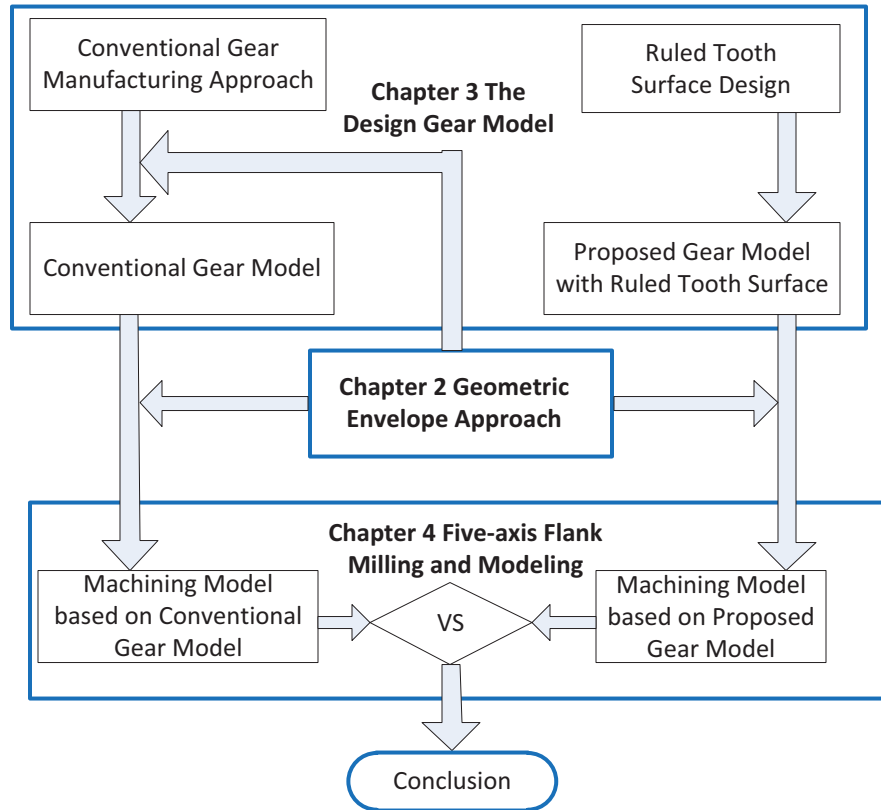 Conventional Gear
Manufacturing Approach
Ruled Tooth
Surface Design
Chapter 3 The
Design Gear Model
Conventional Gear Model
Proposed Gear Model
with Ruled Tooth Surface
Chapter 2 Geometric
Envelope Approach
Chapter 4 Five-axis Flank
Milling and Modeling
Machining Model
based on Conventional
Gear Model
VS
Machining Model
based on Proposed
Gear Model
Conclusion